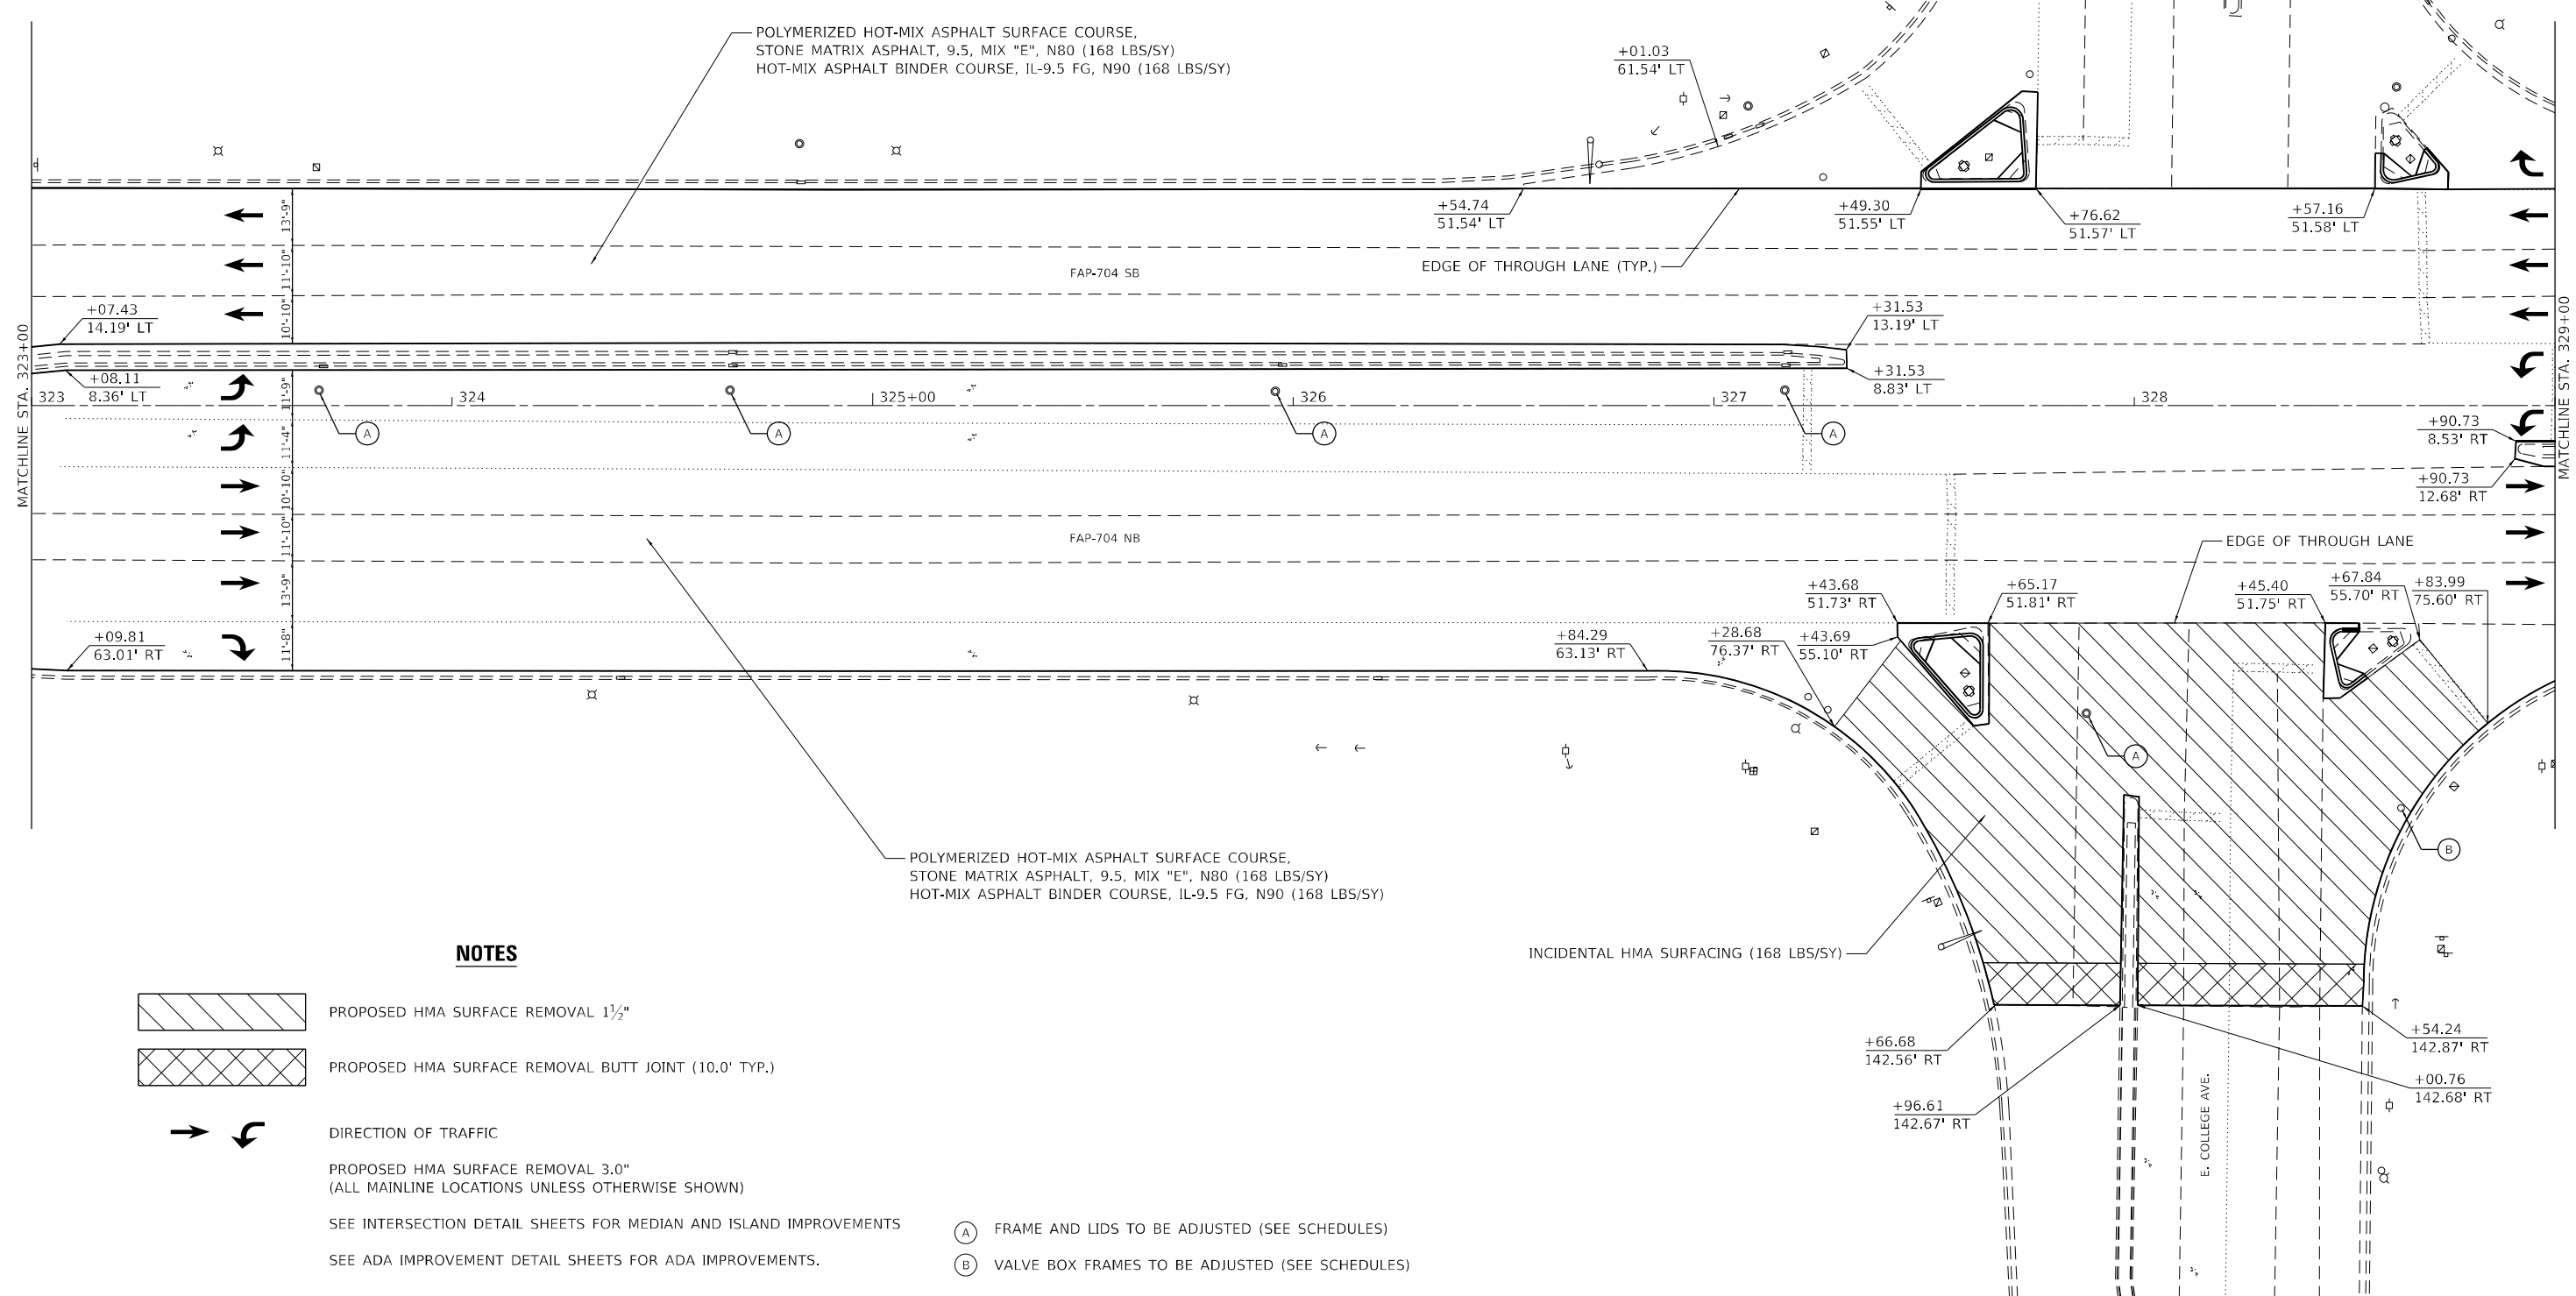 POLYMERIZED HOT-MIX ASPHALT SURFACE COURSE,
STONE MATRIX ASPHALT, 9.5, MIX "E", N80 (168 LBS/SY)
HOT-MIX ASPHALT BINDER COURSE, IL-9.5 FG, N90 (168 LBS/SY)
+01.03
61.54' LT
+54.74
51.54' LT
+49.30
51.55' LT
+76.62
51.57' LT
+57.16
51.58' LT
EDGE OF THROUGH LANE (TYP.)
FAP-704 SB
13'-9"
11'-10"
10'-10"
MATCHLINE STA. 323+00
MATCHLINE STA. 329+00
+07.43
14.19' LT
+31.53
13.19' LT
+08.11
8.36' LT
+31.53
8.83' LT
323
324
325+00
326
327
328
A
A
A
A
11'-9"
11'-4"
10'-10"
11'-10"
13'-9"
11'-8"
+90.73
8.53' RT
+90.73
12.68' RT
FAP-704 NB
EDGE OF THROUGH LANE
+43.68
51.73' RT
+65.17
51.81' RT
+45.40
51.75' RT
+67.84
55.70' RT
+83.99
75.60' RT
+09.81
63.01' RT
+84.29
63.13' RT
+28.68
76.37' RT
+43.69
55.10' RT
A
B
POLYMERIZED HOT-MIX ASPHALT SURFACE COURSE,
STONE MATRIX ASPHALT, 9.5, MIX "E", N80 (168 LBS/SY)
HOT-MIX ASPHALT BINDER COURSE, IL-9.5 FG, N90 (168 LBS/SY)
INCIDENTAL HMA SURFACING (168 LBS/SY)
+66.68
142.56' RT
+96.61
142.67' RT
+54.24
142.87' RT
+00.76
142.68' RT
E. COLLEGE AVE.
NOTES
PROPOSED HMA SURFACE REMOVAL 1½"
PROPOSED HMA SURFACE REMOVAL BUTT JOINT (10.0' TYP.)
DIRECTION OF TRAFFIC
PROPOSED HMA SURFACE REMOVAL 3.0"
(ALL MAINLINE LOCATIONS UNLESS OTHERWISE SHOWN)
SEE INTERSECTION DETAIL SHEETS FOR MEDIAN AND ISLAND IMPROVEMENTS
SEE ADA IMPROVEMENT DETAIL SHEETS FOR ADA IMPROVEMENTS.
A FRAME AND LIDS TO BE ADJUSTED (SEE SCHEDULES)
B VALVE BOX FRAMES TO BE ADJUSTED (SEE SCHEDULES)